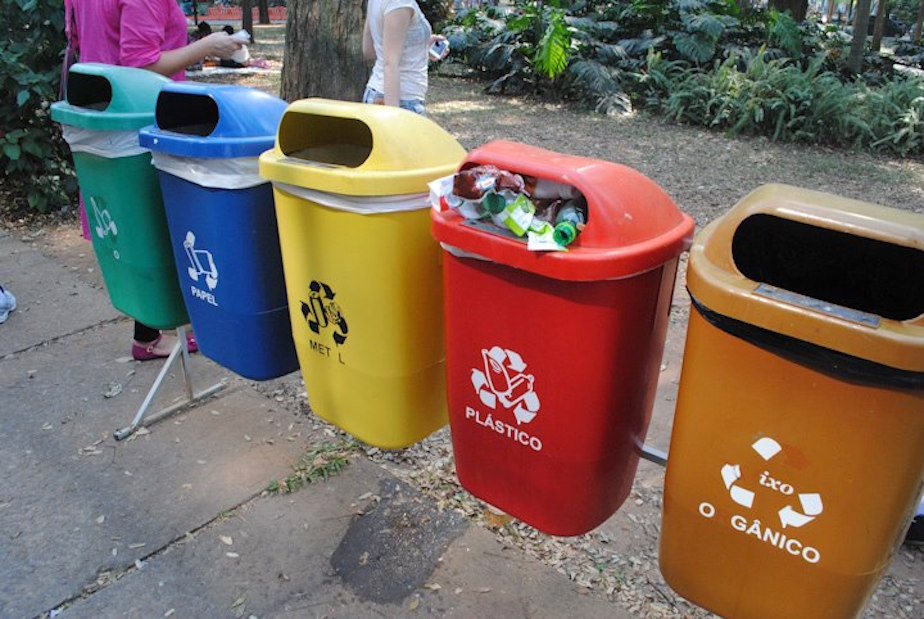 O
PAPEL
MET L
PLÁSTICO
ixo
O GÂNICO